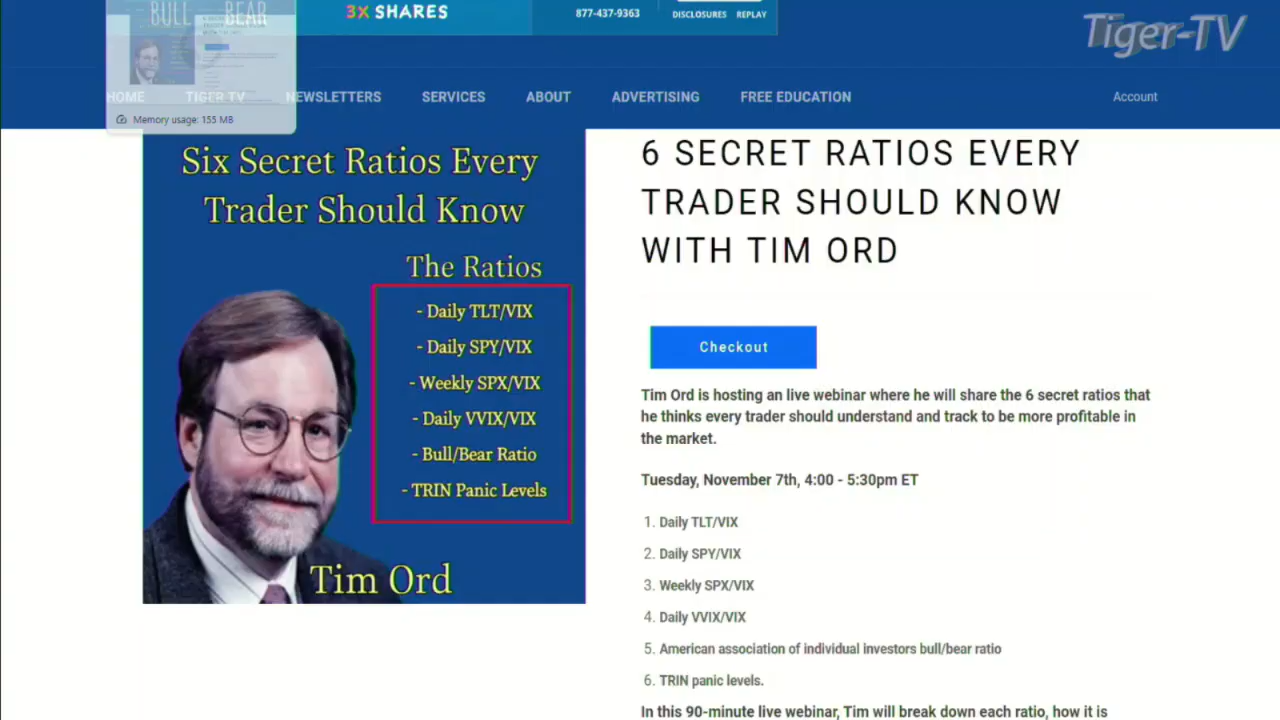 BULL BEAR
3X SHARES
877-437-9363
DISCLOSURES REPLAY
Tiger-TV
HOME TIGER TV NEWSLETTERS SERVICES ABOUT ADVERTISING FREE EDUCATION Account
Memory usage: 155 MB
Six Secret Ratios Every
Trader Should Know
The Ratios
- Daily TLT/VIX
- Daily SPY/VIX
- Weekly SPX/VIX
- Daily VVIX/VIX
- Bull/Bear Ratio
- TRIN Panic Levels
Tim Ord
6 SECRET RATIOS EVERY
TRADER SHOULD KNOW
WITH TIM ORD
Checkout
Tim Ord is hosting an live webinar where he will share the 6 secret ratios that
he thinks every trader should understand and track to be more profitable in
the market.
Tuesday, November 7th, 4:00 - 5:30pm ET
1. Daily TLT/VIX
2. Daily SPY/VIX
3. Weekly SPX/VIX
4. Daily VVIX/VIX
5. American association of individual investors bull/bear ratio
6. TRIN panic levels.
In this 90-minute live webinar, Tim will break down each ratio, how it is